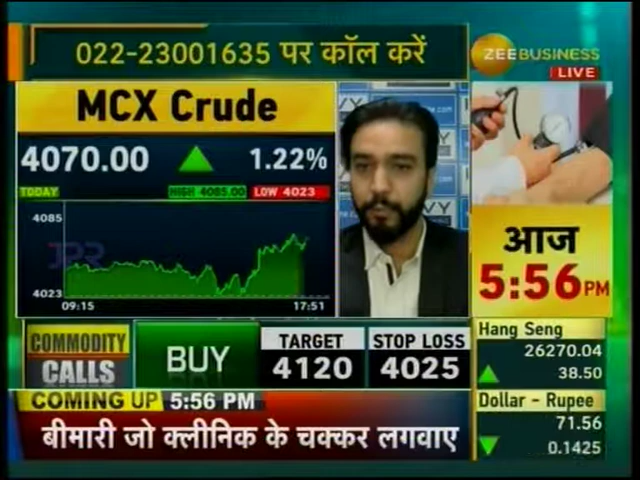 022-23001635 पर कॉल करें
ZEE BUSINESS
LIVE
MCX Crude
4070.00 1.22%
TODAY HIGH 4085.00 LOW 4023
4085
4023
09:15 17:51
आज
5:56 PM
COMMODITY CALLS
BUY
TARGET
4120
STOP LOSS
4025
Hang Seng
26270.04
38.50
Dollar - Rupee
71.56
0.1425
COMING UP 5:56 PM
बीमारी जो क्लीनिक के चक्कर लगवाए